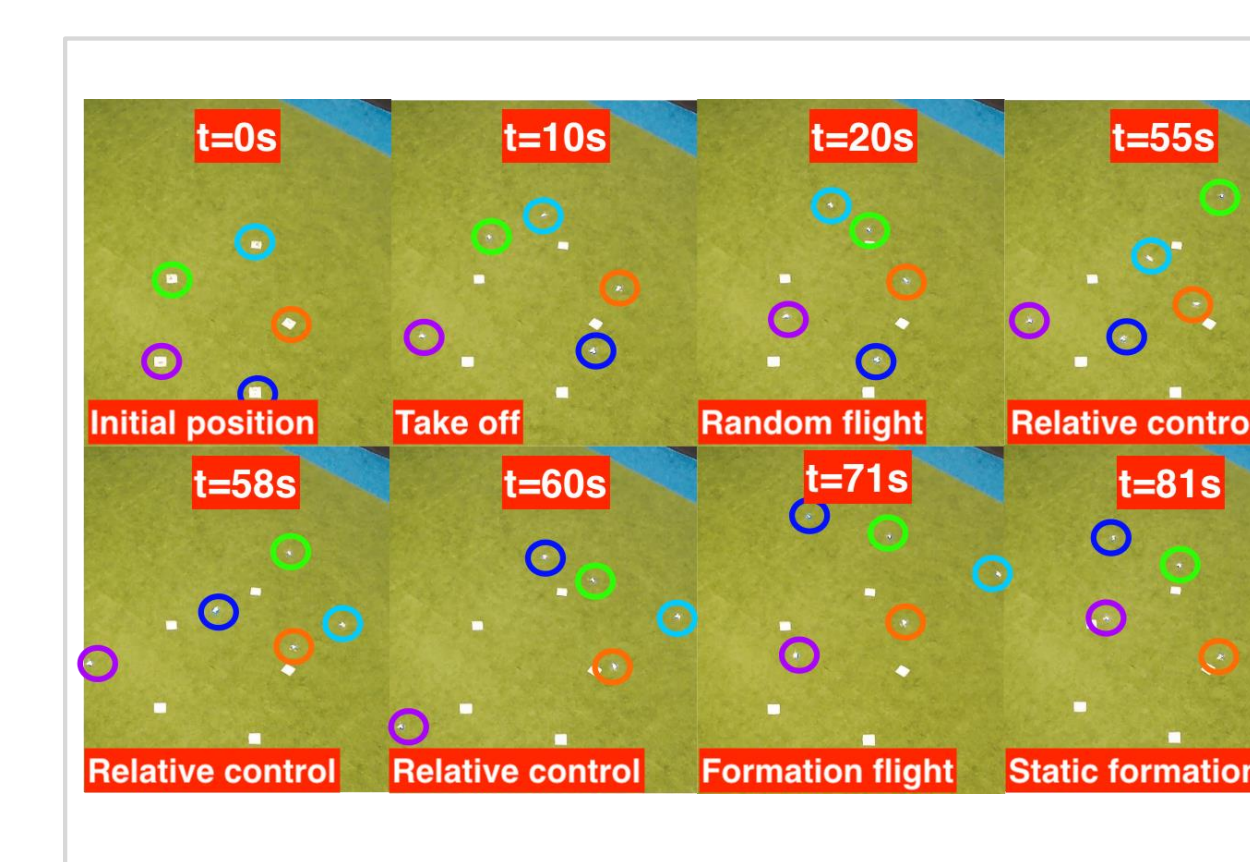 t=0s
t=10s
t=20s
t=55s
Initial position
Take off
Random flight
Relative contro
t=58s
t=60s
t=71s
t=81s
Relative control
Relative control
Formation flight
Static formation